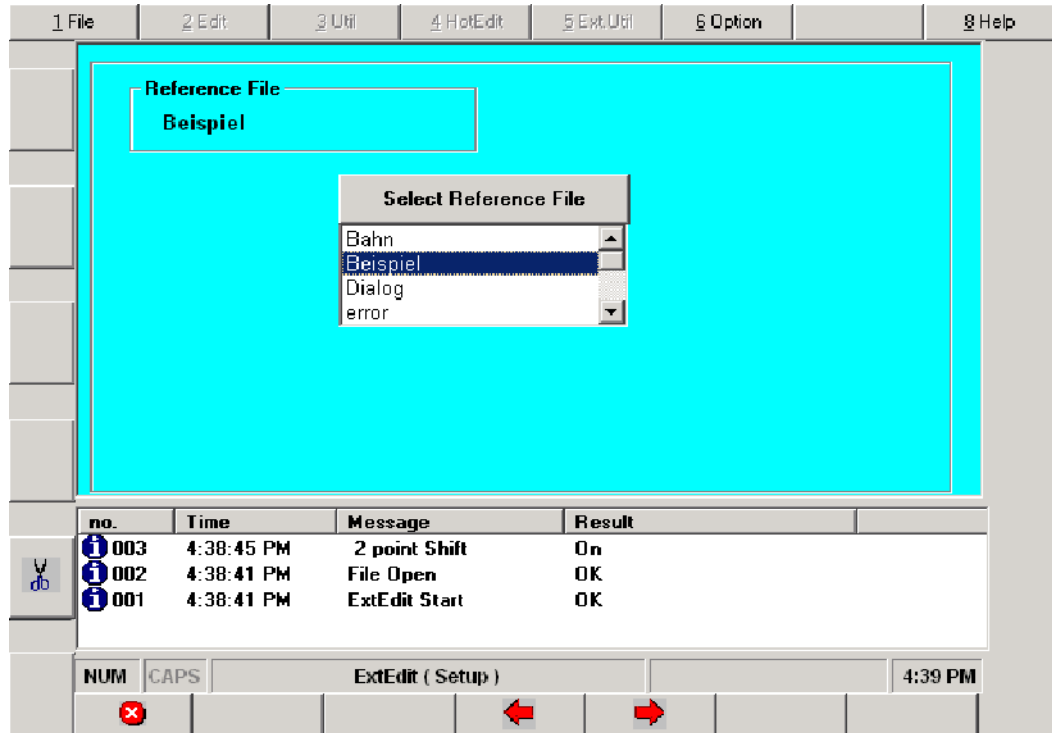 1 File 2 Edit 3 Util 4 HotEdit 5 Ext.Util 6 Option 8 Help
Reference File
Beispiel
Select Reference File
Bahn
Beispiel
Dialog
error
no. Time Message Result
003 4:38:45 PM 2 point Shift On
002 4:38:41 PM File Open OK
001 4:38:41 PM ExtEdit Start OK
db
NUM CAPS ExtEdit ( Setup ) 4:39 PM